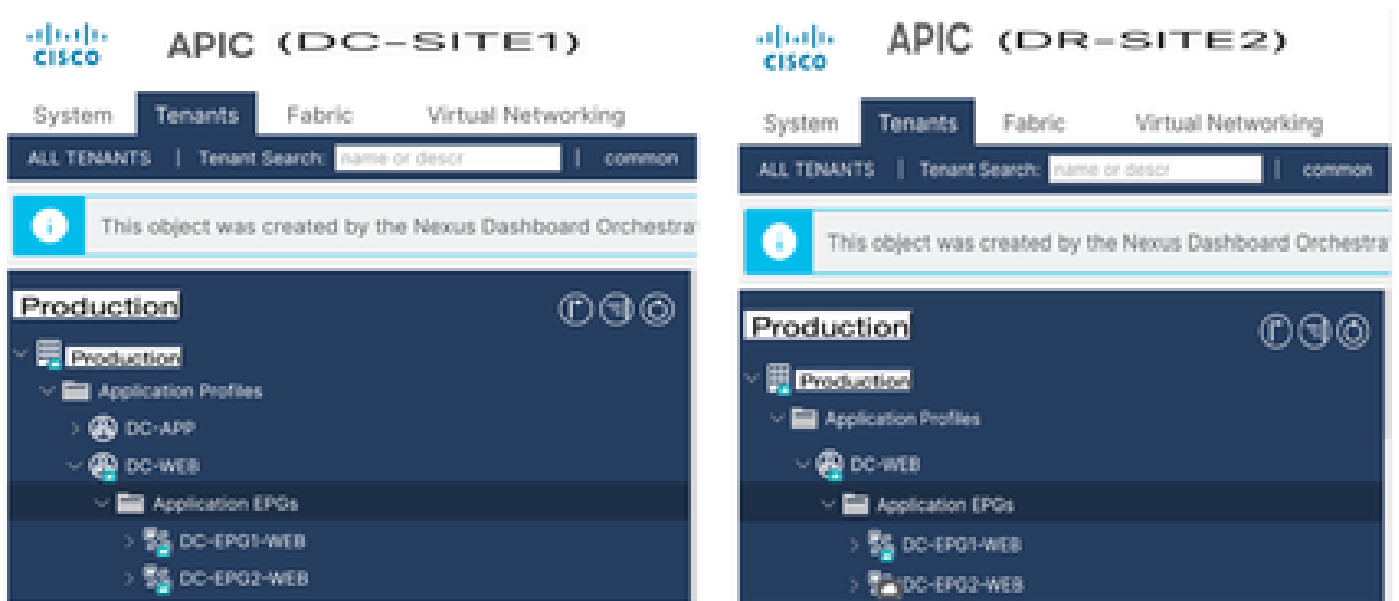 CISCO
APIC (DC-SITE1)
System Tenants Fabric Virtual Networking
ALL TENANTS | Tenant Search: name or descr | common
This object was created by the Nexus Dashboard Orchestra
Production
Production
Application Profiles
DC-APP
DC-WEB
Application EPGs
DC-EPG1-WEB
DC-EPG2-WEB
CISCO
APIC (DR-SITE2)
System Tenants Fabric Virtual Networking
ALL TENANTS | Tenant Search: name or descr | common
This object was created by the Nexus Dashboard Orchestra
Production
Production
Application Profiles
DC-WEB
Application EPGs
DC-EPG1-WEB
DC-EPG2-WEB